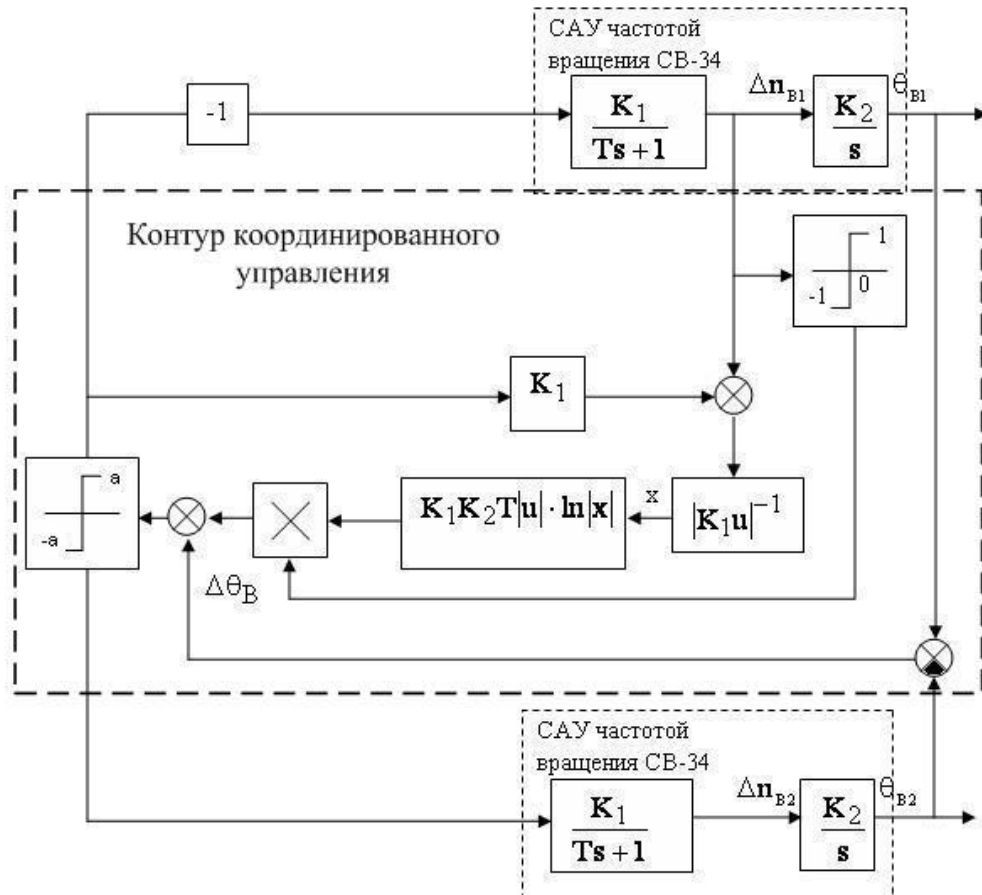 САУ частотой
вращения СВ-34
-1
K₁
Ts+1
Δn_B1
K₂
s
θ_B1
Контур координированного
управления
1
-1
0
K₁
a
-a
K₁K₂T|u|·ln|x|
x
|K₁u|⁻¹
Δθ_B
САУ частотой
вращения СВ-34
K₁
Ts+1
Δn_B2
K₂
s
θ_B2